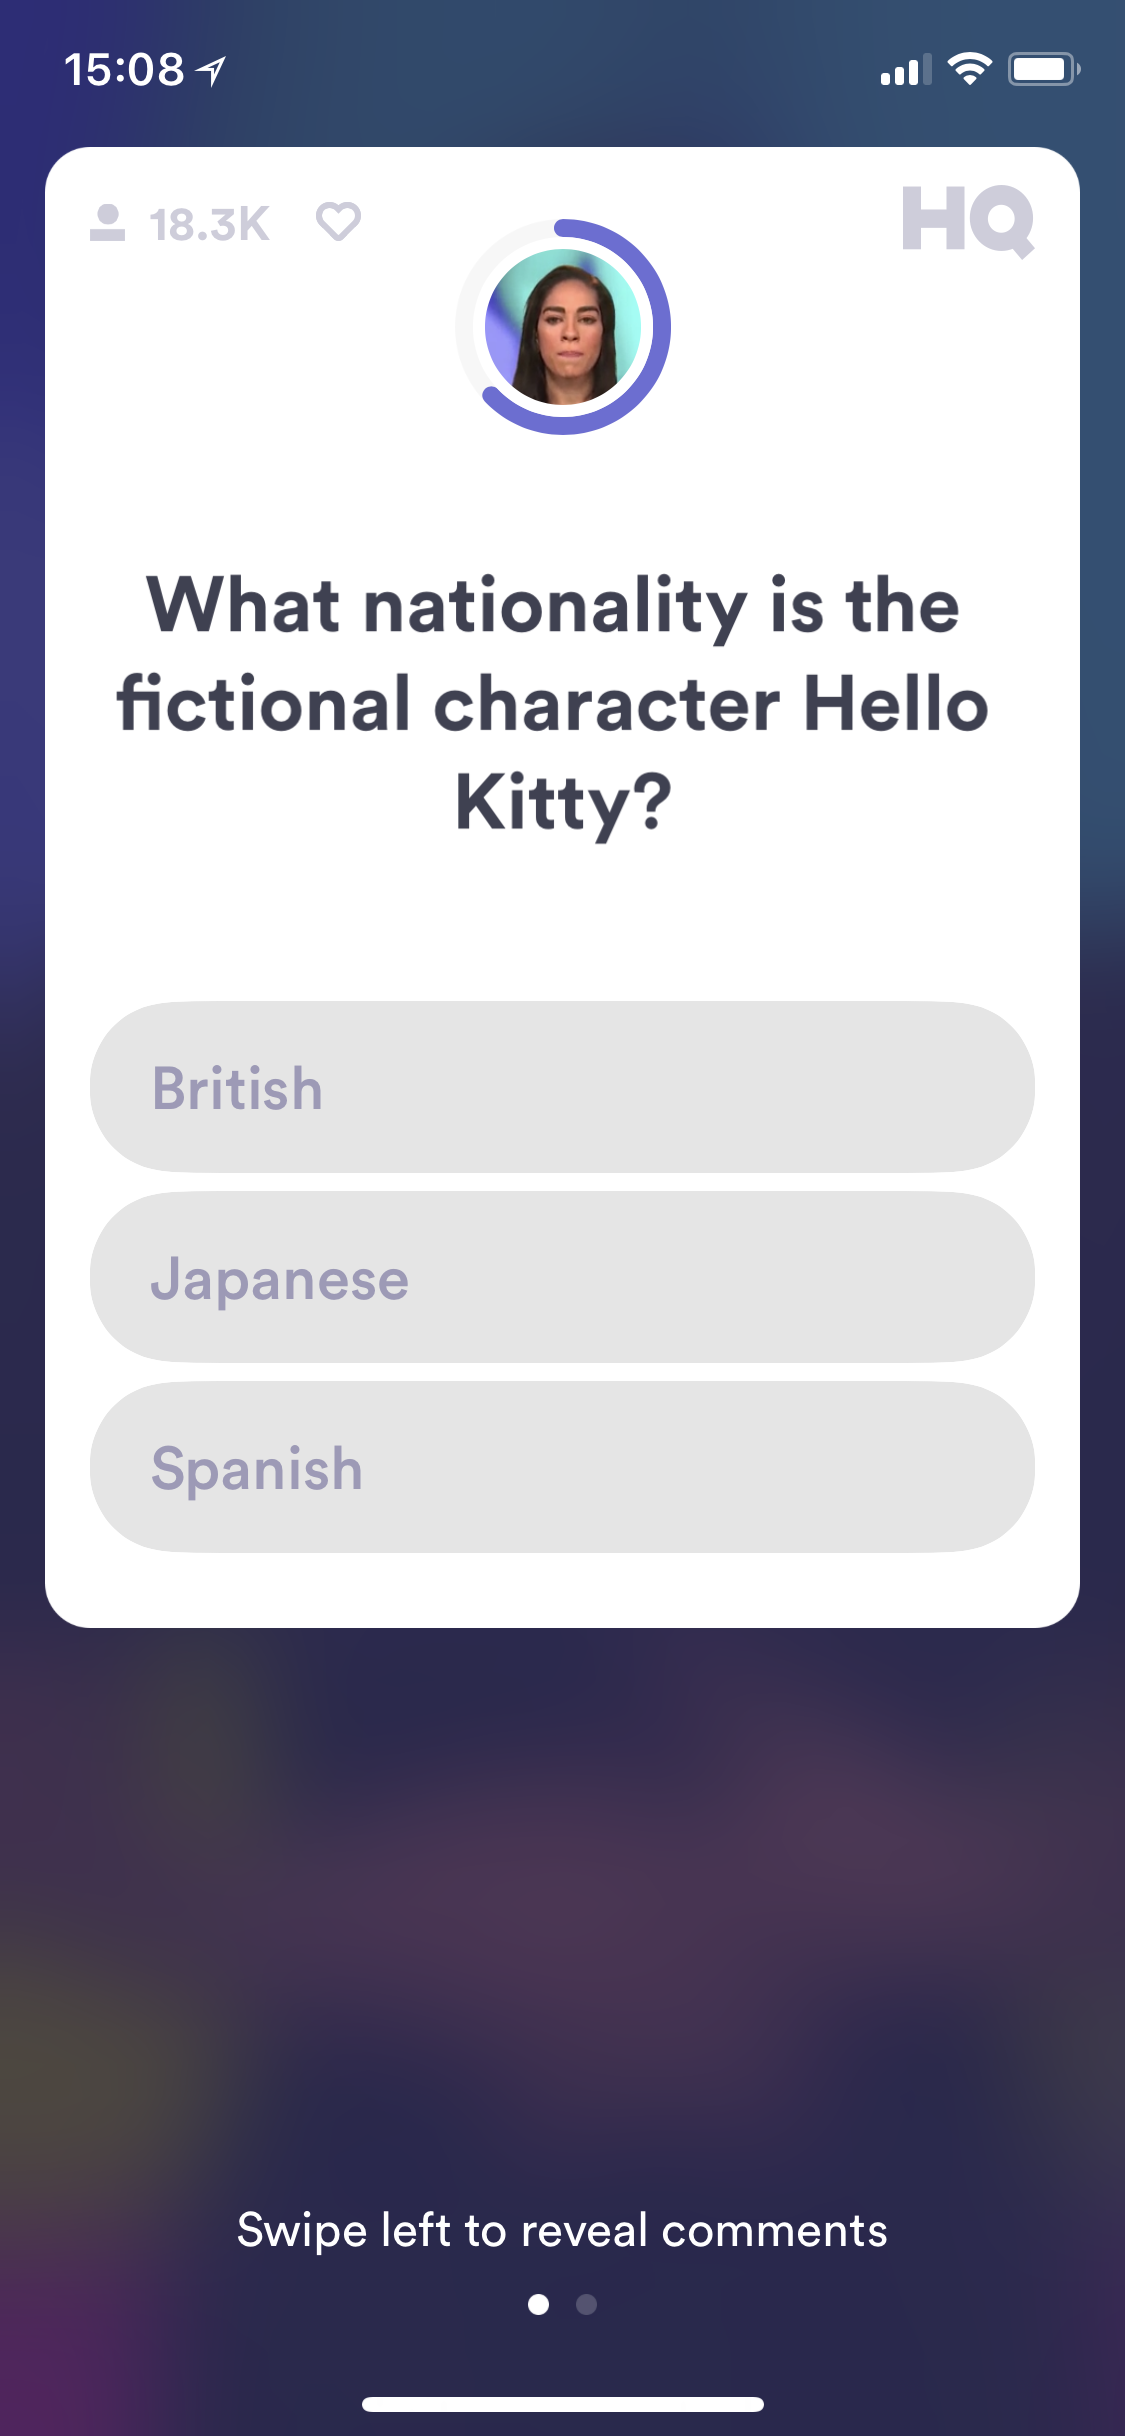 15:08
18.3K
HQ
What nationality is the
fictional character Hello
Kitty?
British
Japanese
Spanish
Swipe left to reveal comments